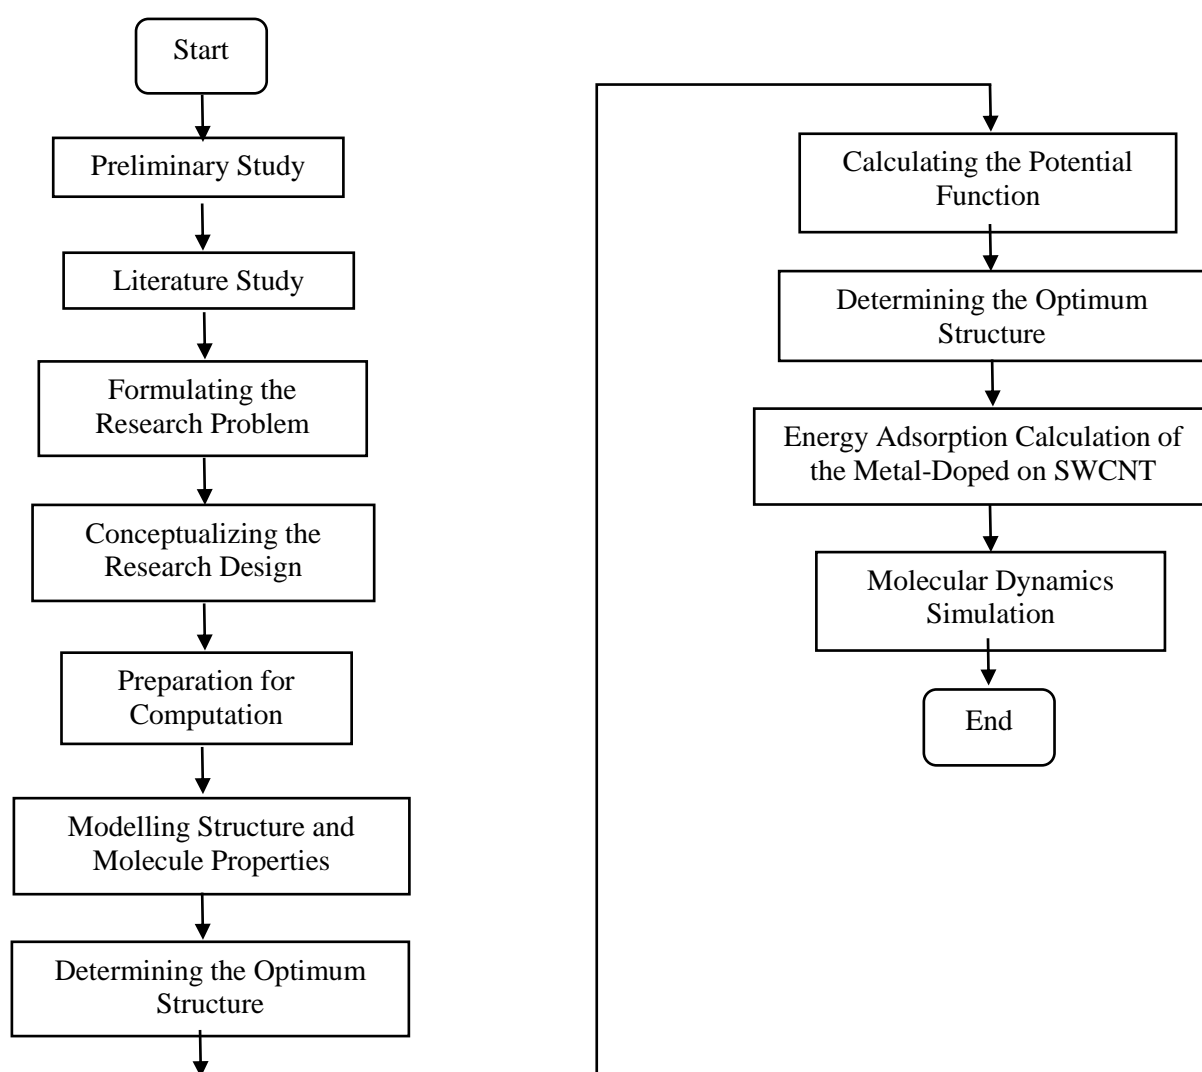 Start
Preliminary Study
Literature Study
Formulating the
Research Problem
Conceptualizing the
Research Design
Preparation for
Computation
Modelling Structure and
Molecule Properties
Determining the Optimum
Structure
Calculating the Potential
Function
Determining the Optimum
Structure
Energy Adsorption Calculation of
the Metal-Doped on SWCNT
Molecular Dynamics
Simulation
End